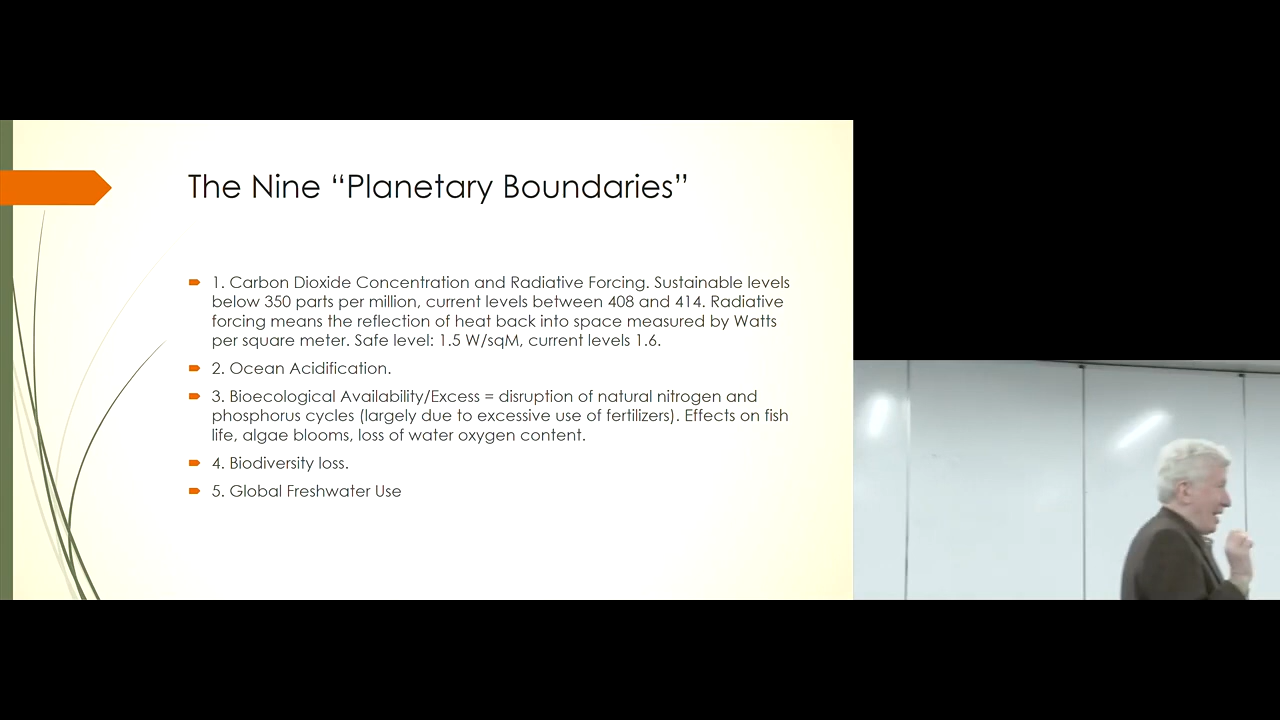 The Nine “Planetary Boundaries”
1. Carbon Dioxide Concentration and Radiative Forcing. Sustainable levels
below 350 parts per million, current levels between 408 and 414. Radiative
forcing means the reflection of heat back into space measured by Watts
per square meter. Safe level: 1.5 W/sqM, current levels 1.6.
2. Ocean Acidification.
3. Bioecological Availability/Excess = disruption of natural nitrogen and
phosphorus cycles (largely due to excessive use of fertilizers). Effects on fish
life, algae blooms, loss of water oxygen content.
4. Biodiversity loss.
5. Global Freshwater Use